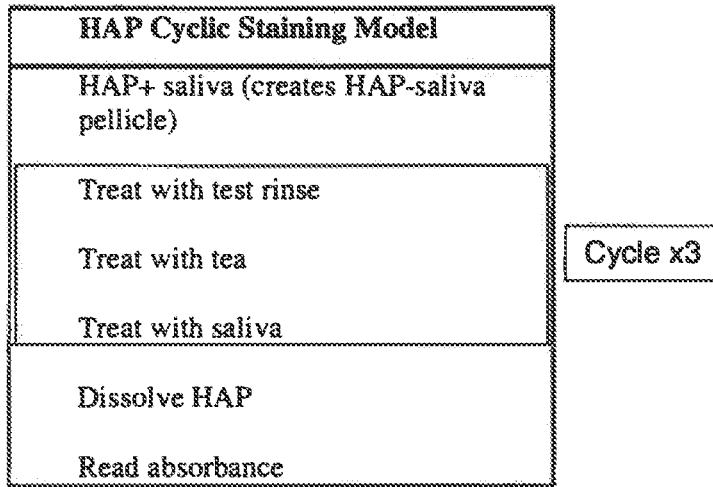 HAP Cyclic Staining Model
HAP+ saliva (creates HAP-saliva
pellicle)
Treat with test rinse
Treat with tea
Cycle x3
Treat with saliva
Dissolve HAP
Read absorbance